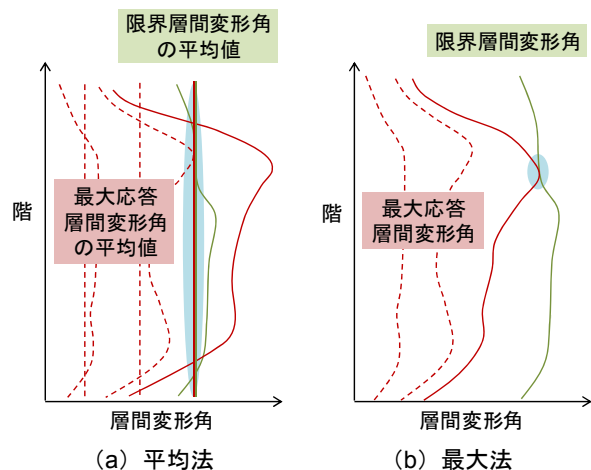 限界層間変形角
の平均値
階
最大応答
層間変形角
の平均値
層間変形角
（a）平均法
限界層間変形角
階
最大応答
層間変形角
層間変形角
（b）最大法